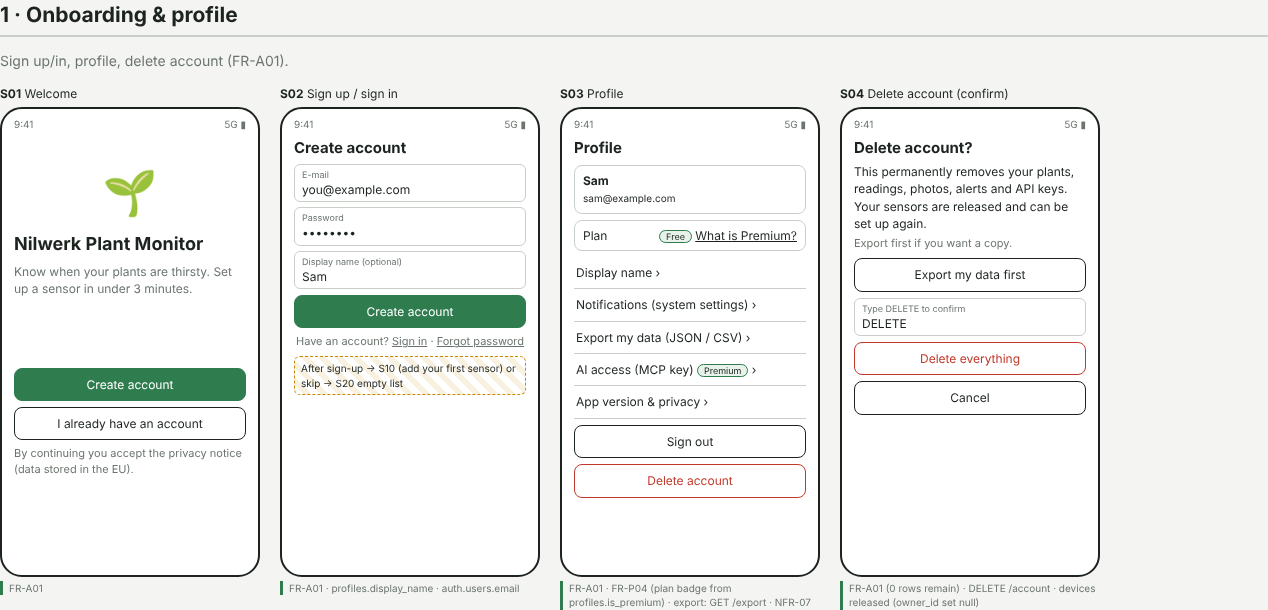 1 · Onboarding & profile
Sign up/in, profile, delete account (FR-A01).
S01 Welcome
9:41 5G
Nilwerk Plant Monitor
Know when your plants are thirsty. Set
up a sensor in under 3 minutes.
Create account
I already have an account
By continuing you accept the privacy notice
(data stored in the EU).
FR-A01
S02 Sign up / sign in
9:41 5G
Create account
E-mail
you@example.com
Password
••••••••
Display name (optional)
Sam
Create account
Have an account? Sign in · Forgot password
After sign-up → S10 (add your first sensor) or
skip → S20 empty list
FR-A01 · profiles.display_name · auth.users.email
S03 Profile
9:41 5G
Profile
Sam
sam@example.com
Plan Free What is Premium?
Display name ›
Notifications (system settings) ›
Export my data (JSON / CSV) ›
AI access (MCP key) Premium ›
App version & privacy ›
Sign out
Delete account
FR-A01 · FR-P04 (plan badge from
profiles.is_premium) · export: GET /export · NFR-07
S04 Delete account (confirm)
9:41 5G
Delete account?
This permanently removes your plants,
readings, photos, alerts and API keys.
Your sensors are released and can be
set up again.
Export first if you want a copy.
Export my data first
Type DELETE to confirm
DELETE
Delete everything
Cancel
FR-A01 (0 rows remain) · DELETE /account · devices
released (owner_id set null)